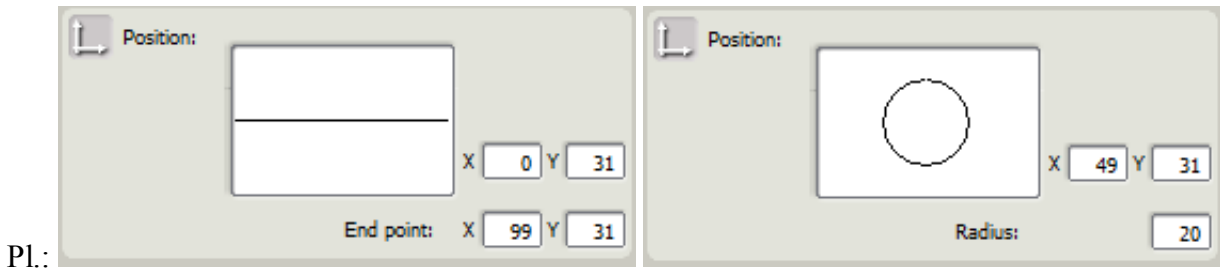 Position:
X 0 Y 31
End point: X 99 Y 31
Position:
X 49 Y 31
Radius: 20
Pl.: